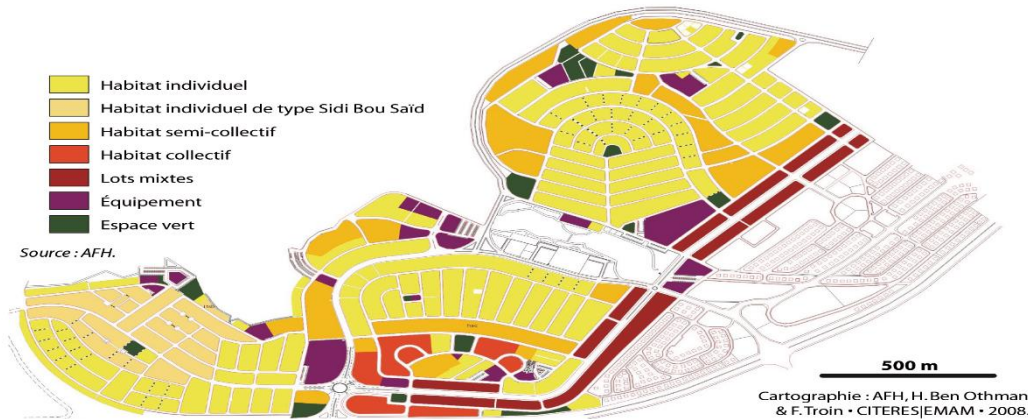 Habitat individuel
Habitat individuel de type Sidi Bou Saïd
Habitat semi-collectif
Habitat collectif
Lots mixtes
Équipement
Espace vert
Source : AFH.
500 m
Cartographie : AFH, H. Ben Othman
& F. Troin • CITERES|EMAM • 2009